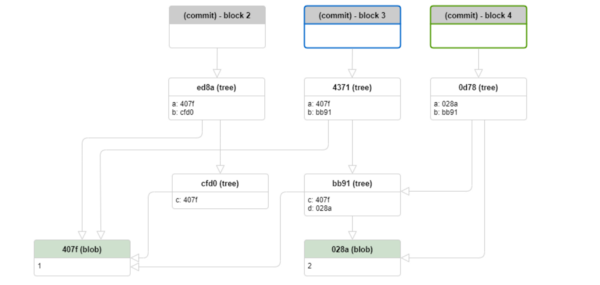 (commit) - block 2
(commit) - block 3
(commit) - block 4
ed8a (tree)
a: 407f
b: cfd0
4371 (tree)
a: 407f
b: bb91
0d78 (tree)
a: 028a
b: bb91
cfd0 (tree)
c: 407f
bb91 (tree)
c: 407f
d: 028a
407f (blob)
1
028a (blob)
2